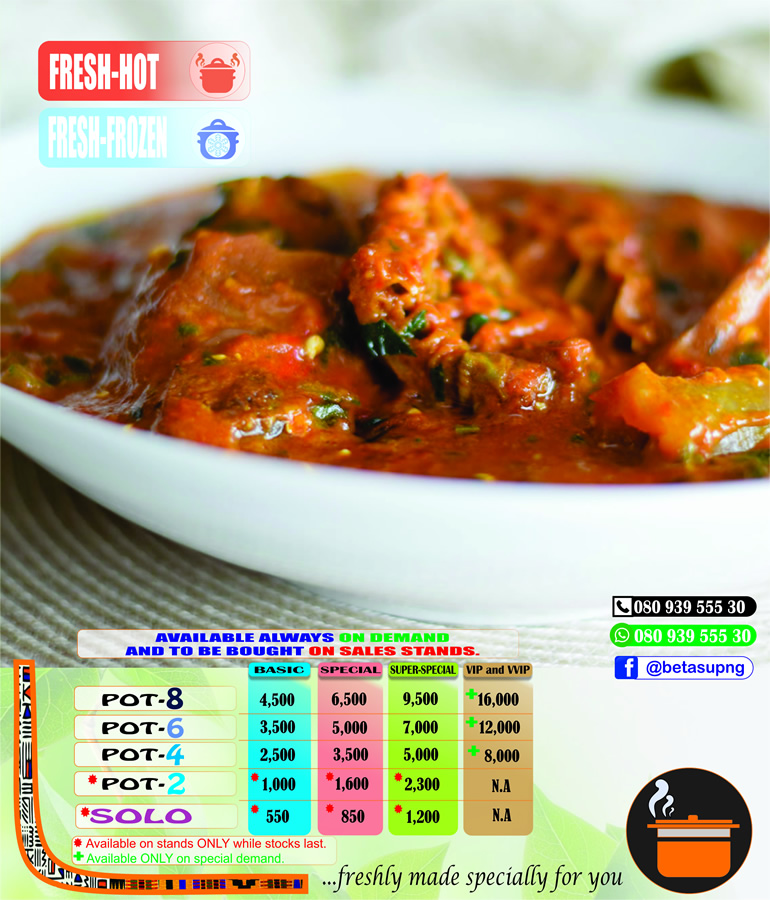 FRESH-HOT
FRESH-FROZEN
080 939 555 30
080 939 555 30
f @betasupng
AVAILABLE ALWAYS ON DEMAND
AND TO BE BOUGHT ON SALES STANDS.
BASIC SPECIAL SUPER-SPECIAL VIP and VVIP
POT-8 4,500 6,500 9,500 +16,000
POT-6 3,500 5,000 7,000 +12,000
POT-4 2,500 3,500 5,000 +8,000
*POT-2 *1,000 *1,600 *2,300 N.A
*SOLO *550 *850 *1,200 N.A
* Available on stands ONLY while stocks last.
+ Available ONLY on special demand.
...freshly made specially for you